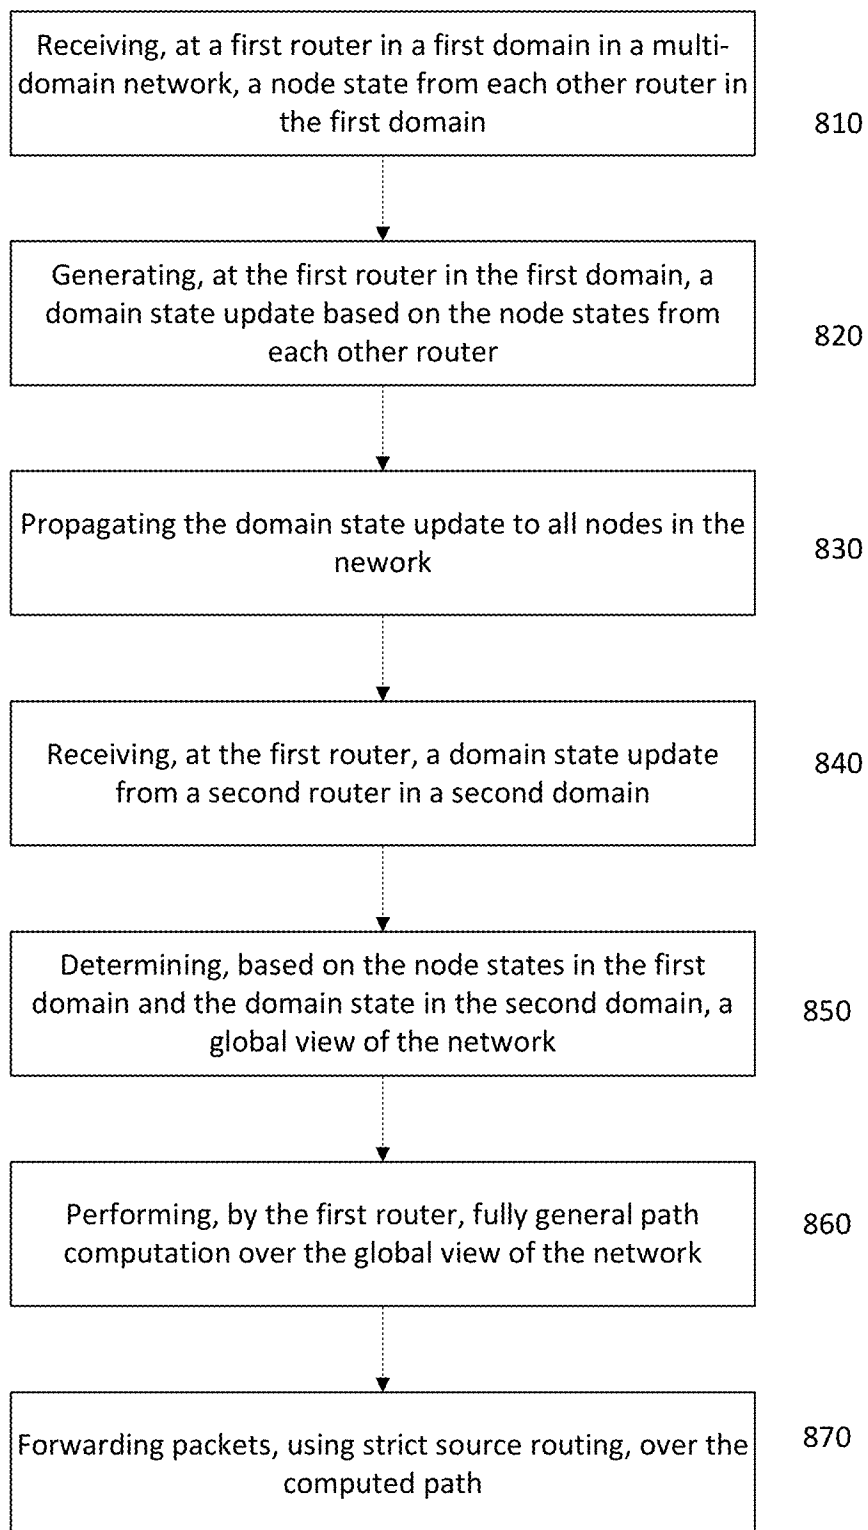 Receiving, at a first router in a first domain in a multi-
domain network, a node state from each other router in
the first domain
810
Generating, at the first router in the first domain, a
domain state update based on the node states from
each other router
820
Propagating the domain state update to all nodes in the
nework
830
Receiving, at the first router, a domain state update
from a second router in a second domain
840
Determining, based on the node states in the first
domain and the domain state in the second domain, a
global view of the network
850
Performing, by the first router, fully general path
computation over the global view of the network
860
Forwarding packets, using strict source routing, over the
computed path
870